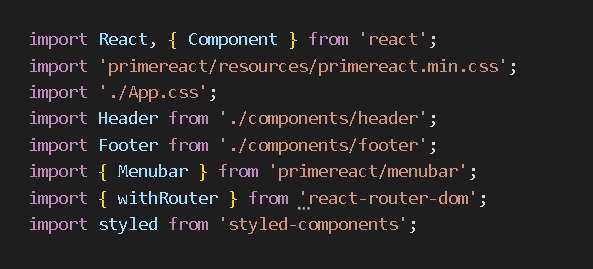 import React, { Component } from 'react';
import 'primereact/resources/primereact.min.css';
import './App.css';
import Header from './components/header';
import Footer from './components/footer';
import { Menubar } from 'primereact/menubar';
import { withRouter } from 'react-router-dom';
import styled from 'styled-components';